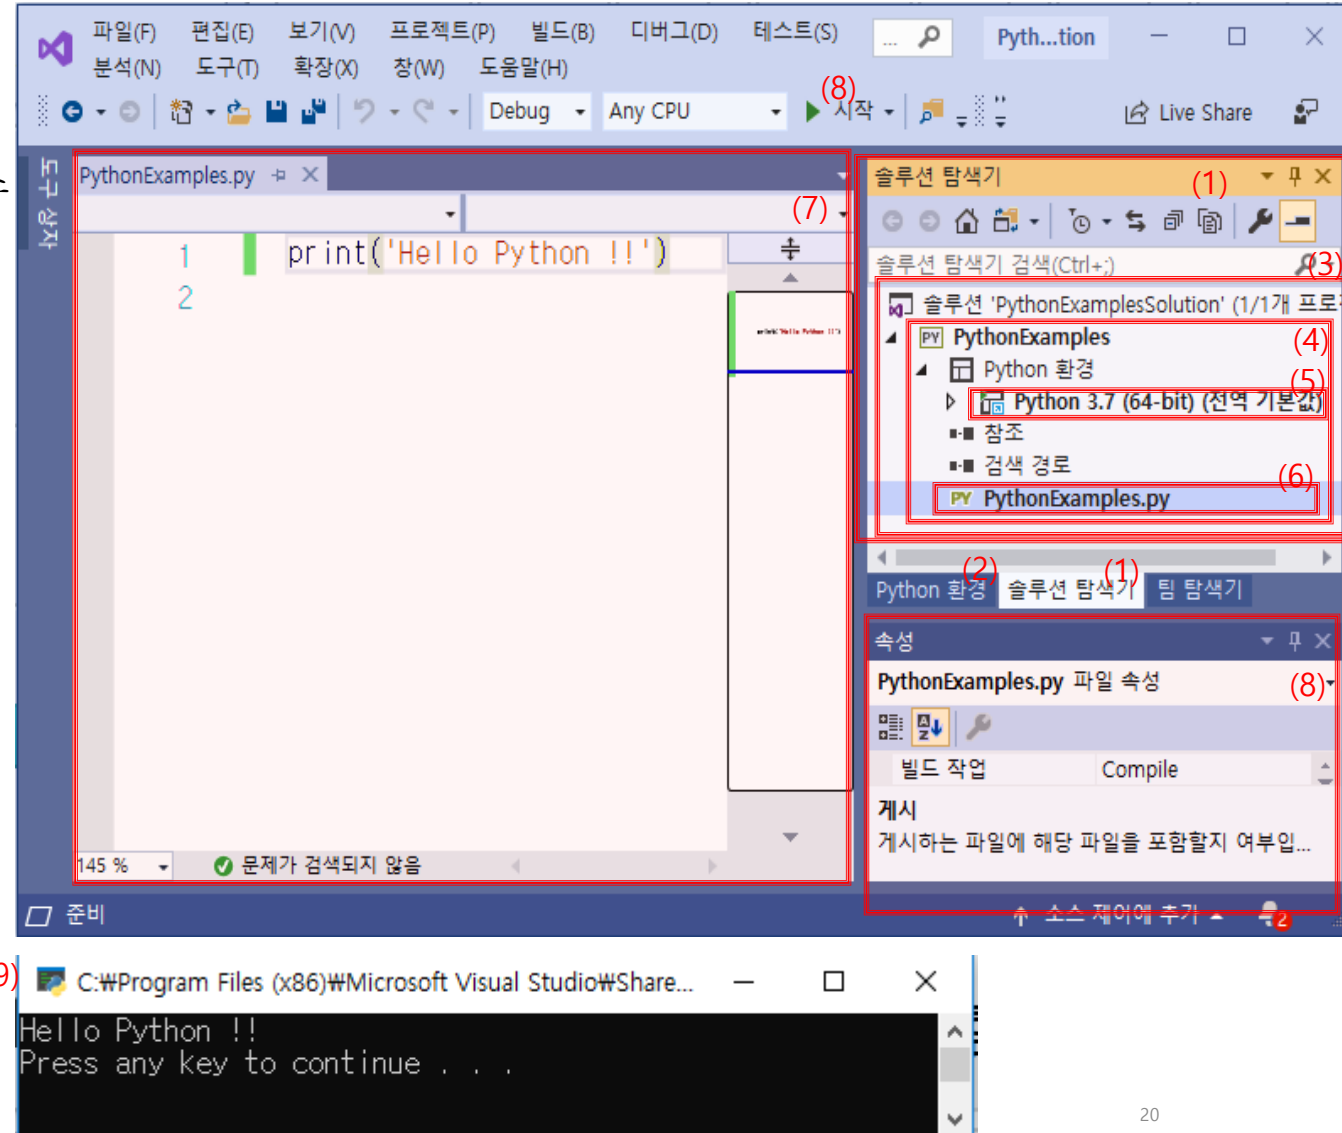 파일(F) 편집(E) 보기(V) 프로젝트(P) 빌드(B) 디버그(D) 테스트(S) ... Pyth...tion
분석(N) 도구(T) 확장(X) 창(W) 도움말(H)
(8)
Debug Any CPU 시작 Live Share
도구 상자
PythonExamples.py
(7)
1 print('Hello Python !!')
2
print('Hello Python !!')
145 % 문제가 검색되지 않음
솔루션 탐색기 (1)
솔루션 탐색기 검색(Ctrl+;) (3)
솔루션 'PythonExamplesSolution' (1/1개 프로
PythonExamples (4)
Python 환경
(5)
Python 3.7 (64-bit) (전역 기본값)
참조
검색 경로
(6)
PythonExamples.py
(2) (1)
Python 환경 솔루션 탐색기 팀 탐색기
속성
PythonExamples.py 파일 속성 (8)
빌드 작업 Compile
게시
게시하는 파일에 해당 파일을 포함할지 여부입...
준비 소스 제어에 추가 2
9) C:₩Program Files (x86)₩Microsoft Visual Studio₩Share...
Hello Python !!
Press any key to continue . . .
20